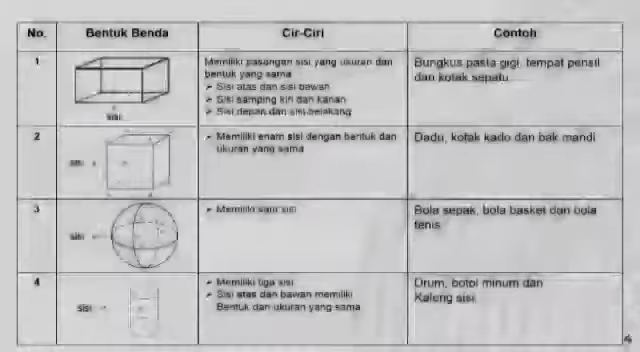 No.
Bentuk Benda
Cir-Ciri
Contoh
1
sisi
Memiliki pasangan sisi yang ukuran dan
bentuk yang sama
➢ Sisi atas dan sisi bawah
➢ Sisi samping kiri dan kanan
➢ Sisi depan dan sisi belakang
Bungkus pasta gigi, tempat pensil
dan kotak sepatu
2
sisi
➢ Memiliki enam sisi dengan bentuk dan
ukuran yang sama
Dadu, kotak kado dan bak mandi
3
sisi
➢ Memiliki satu sisi
Bola sepak, bola basket dan bola
tenis
4
sisi
➢ Memiliki tiga sisi
➢ Sisi atas dan bawah memiliki
Bentuk dan ukuran yang sama
Drum, botol minum dan
Kaleng sisi
4